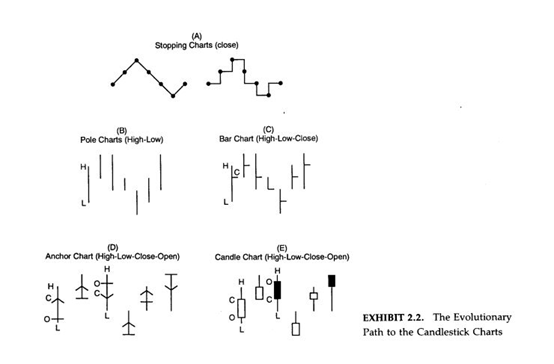 (A)
Stopping Charts (close)
(B)
Pole Charts (High-Low)
H
L
(C)
Bar Chart (High-Low-Close)
H
C
L
(D)
Anchor Chart (High-Low-Close-Open)
H
C
O
L
H
O
C
L
(E)
Candle Chart (High-Low-Close-Open)
H
C
O
L
H
O
C
L
EXHIBIT 2.2. The Evolutionary
Path to the Candlestick Charts